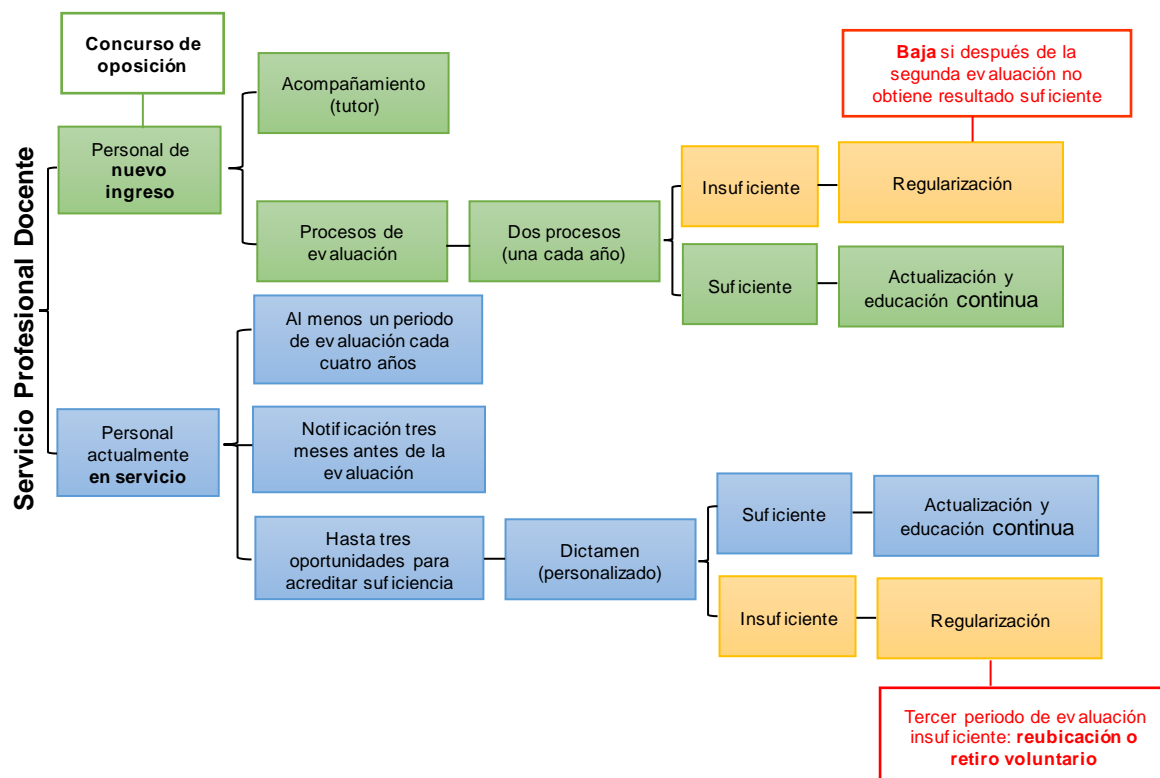 Servicio Profesional Docente
Concurso de
oposición
Personal de
nuevo
ingreso
Acompañamiento
(tutor)
Procesos de
evaluación
Dos procesos
(una cada año)
Insuficiente
Regularización
Baja si después de la
segunda evaluación no
obtiene resultado suficiente
Suficiente
Actualización y
educación continua
Personal
actualmente
en servicio
Al menos un periodo
de evaluación cada
cuatro años
Notificación tres
meses antes de la
evaluación
Hasta tres
oportunidades para
acreditar suficiencia
Dictamen
(personalizado)
Suficiente
Actualización y
educación continua
Insuficiente
Regularización
Tercer periodo de evaluación
insuficiente: reubicación o
retiro voluntario